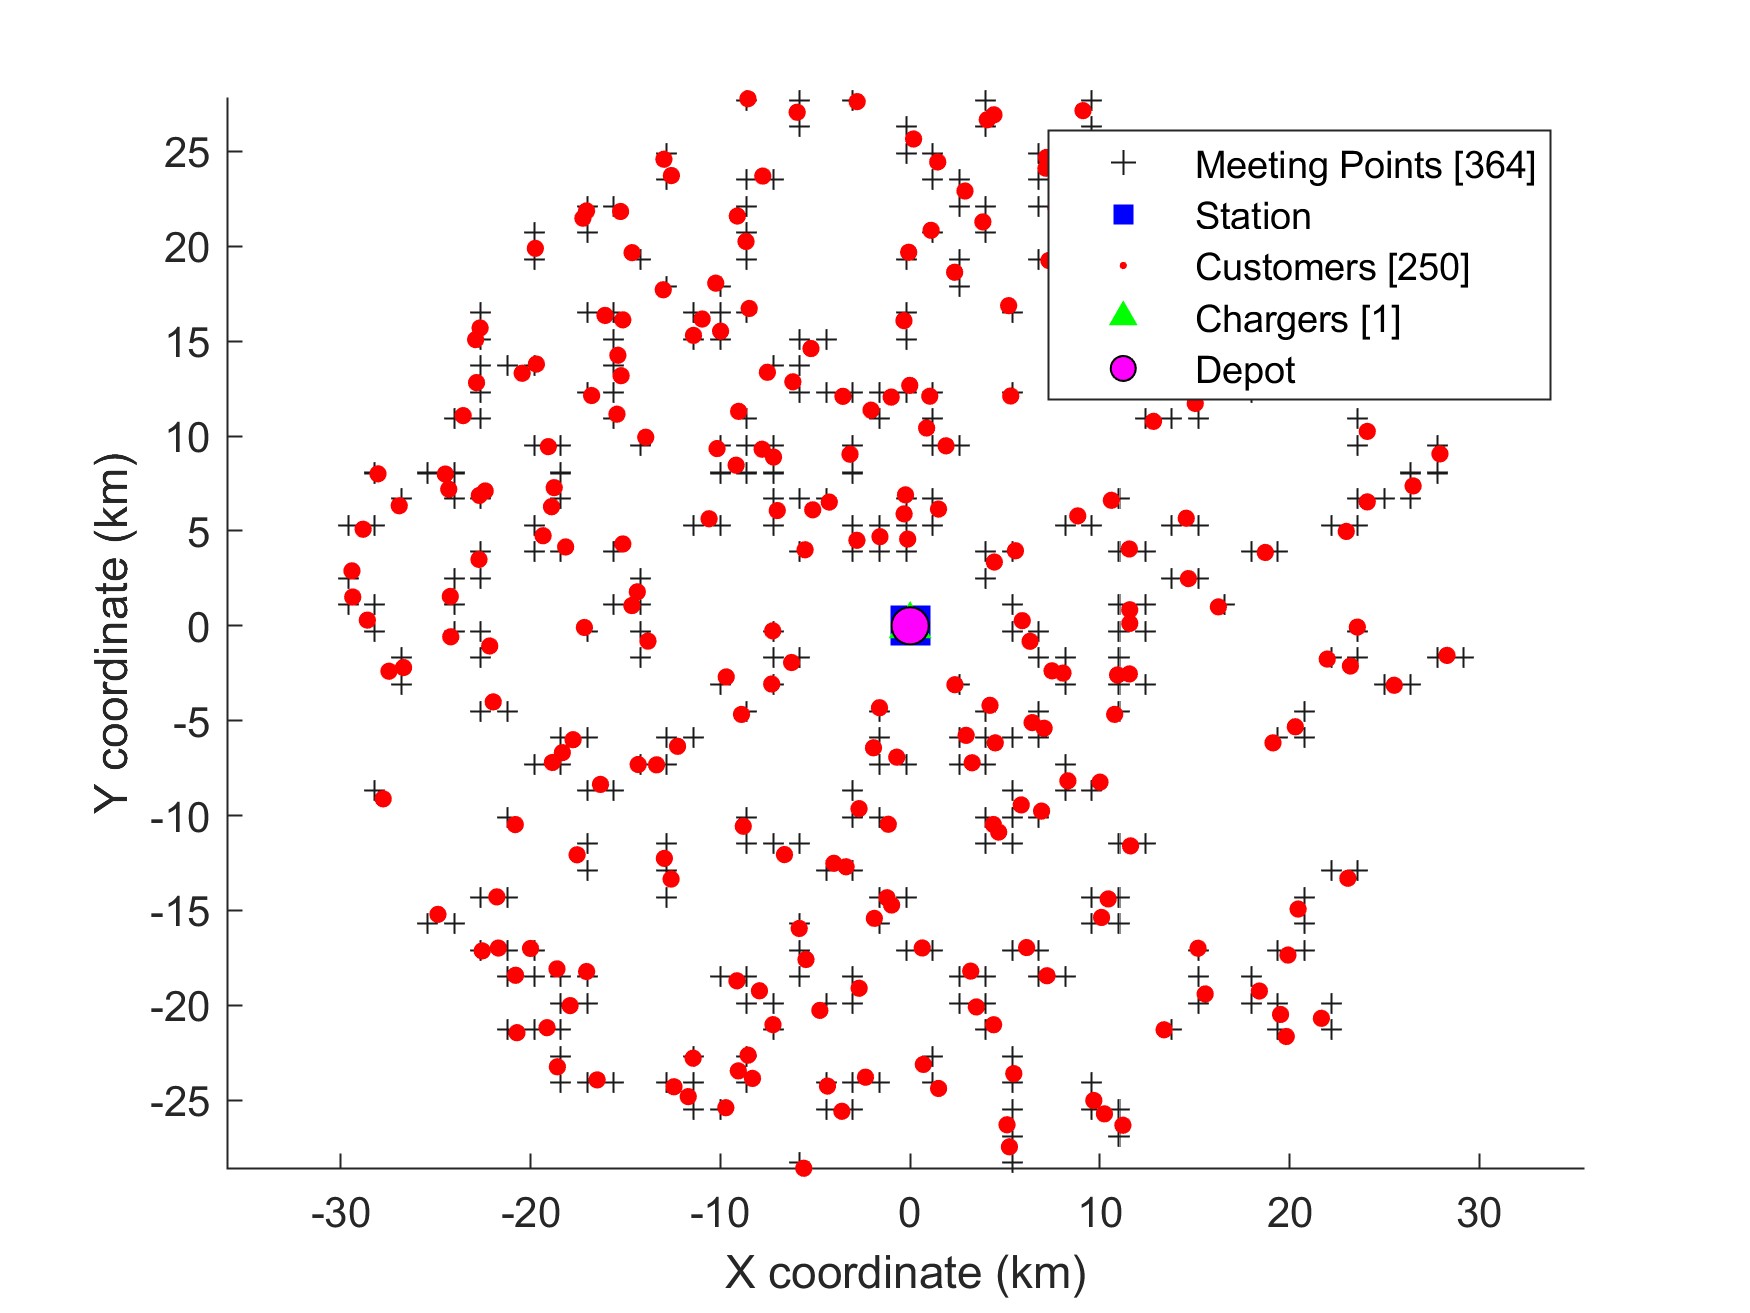 25
20
15
10
5
0
-5
-10
-15
-20
-25
Y coordinate (km)
Meeting Points [364]
Station
Customers [250]
Chargers [1]
Depot
-30 -20 -10 0 10 20 30
X coordinate (km)